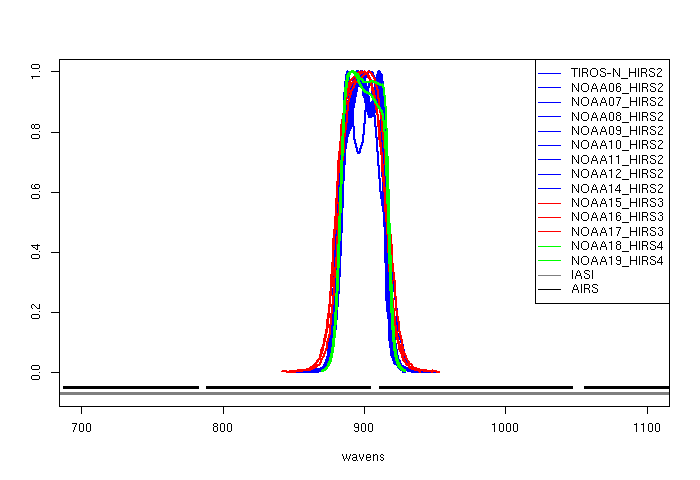 1.0
0.8
0.6
0.4
0.2
0.0
700 800 900 1000 1100
wavens
TIROS-N_HIRS2
NOAA06_HIRS2
NOAA07_HIRS2
NOAA08_HIRS2
NOAA09_HIRS2
NOAA10_HIRS2
NOAA11_HIRS2
NOAA12_HIRS2
NOAA14_HIRS2
NOAA15_HIRS3
NOAA16_HIRS3
NOAA17_HIRS3
NOAA18_HIRS4
NOAA19_HIRS4
IASI
AIRS